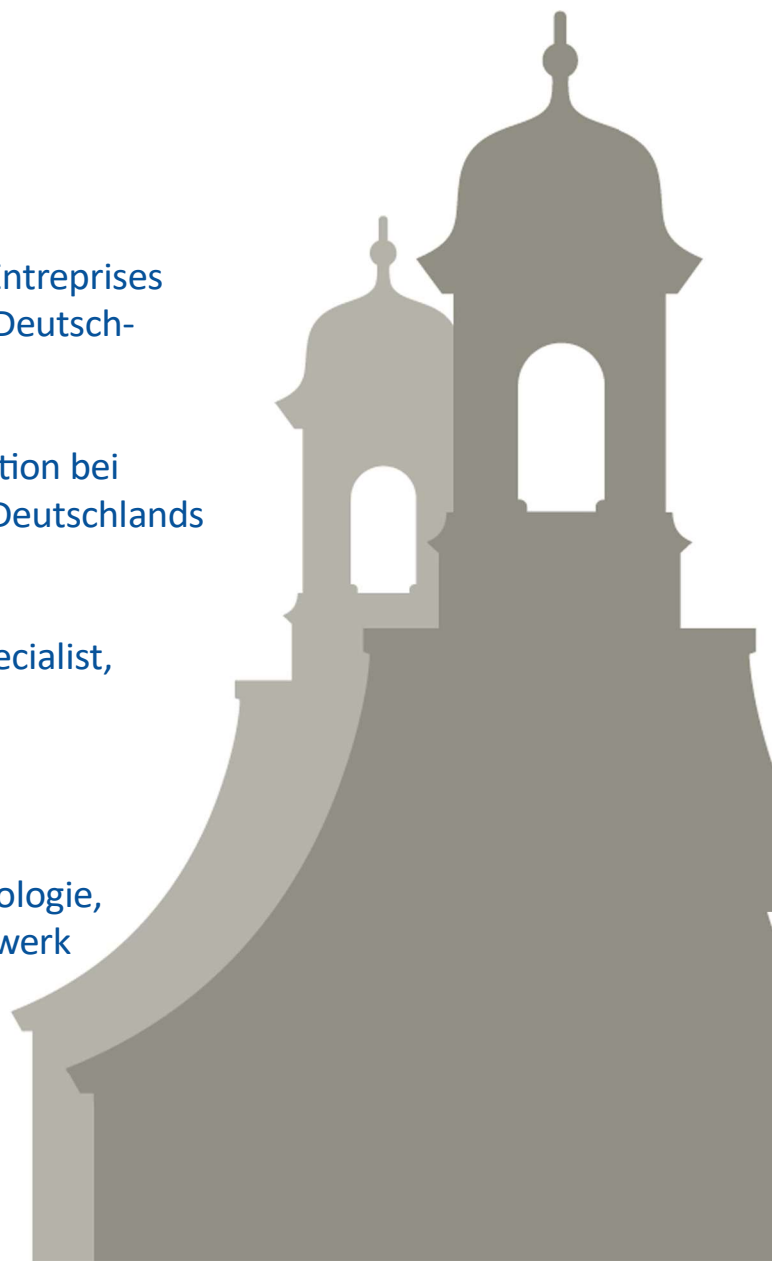 ntreprises
Deutsch-
tion bei
Deutschlands
ecialist,
ologie,
werk